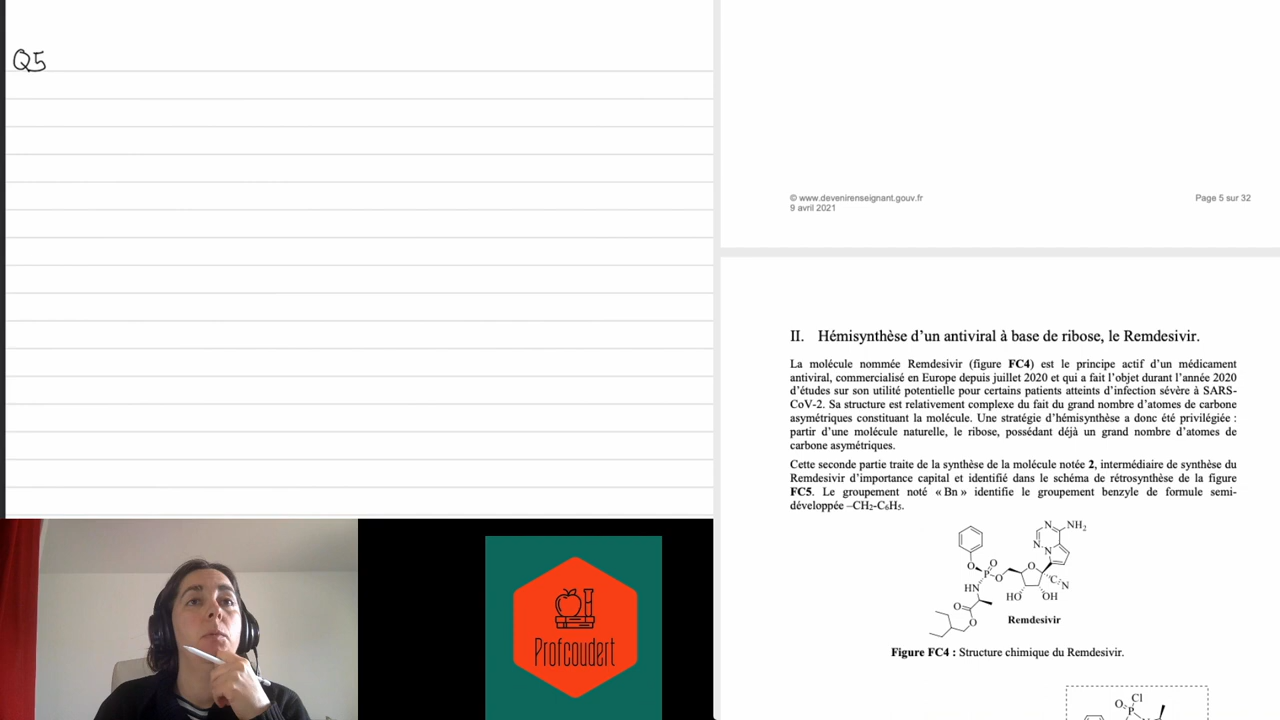 Q5
© www.devenirenseignant.gouv.fr
9 avril 2021
Page 5 sur 32
II. Hémisynthèse d’un antiviral à base de ribose, le Remdesivir.
La molécule nommée Remdesivir (figure FC4) est le principe actif d’un médicament
antiviral, commercialisé en Europe depuis juillet 2020 et qui a fait l’objet durant l’année 2020
d’études sur son utilité potentielle pour certains patients atteints d’infection sévère à SARS-
CoV-2. Sa structure est relativement complexe du fait du grand nombre d’atomes de carbone
asymétriques constituant la molécule. Une stratégie d’hémisynthèse a donc été privilégiée :
partir d’une molécule naturelle, le ribose, possédant déjà un grand nombre d’atomes de
carbone asymétriques.
Cette seconde partie traite de la synthèse de la molécule notée 2, intermédiaire de synthèse du
Remdesivir d’importance capital et identifié dans le schéma de rétrosynthèse de la figure
FC5. Le groupement noté « Bn » identifie le groupement benzyle de formule semi-
développée –CH₂-C₆H₅.
N NH₂
N
N
O O O
P O
HN CN
HO OH
O
O
Remdesivir
Figure FC4 : Structure chimique du Remdesivir.
Cl
O
P
Profcoudert